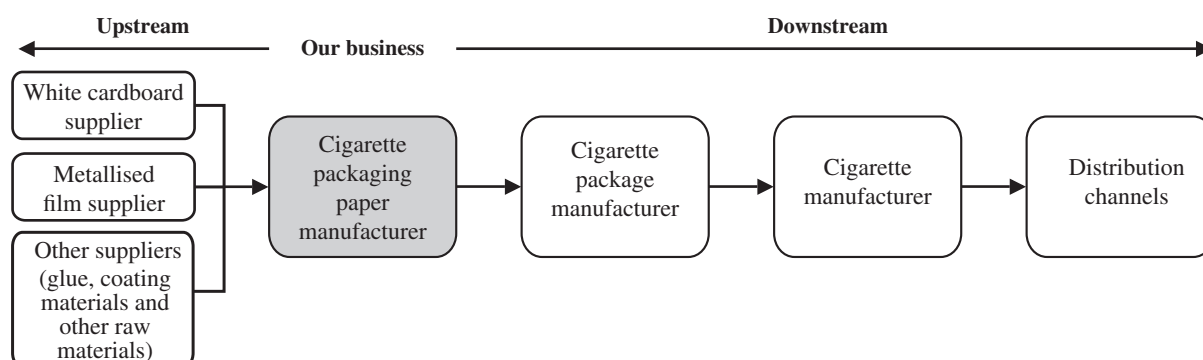 Upstream
Our business
Downstream
White cardboard
supplier
Metallised
film supplier
Other suppliers
(glue, coating
materials and
other raw
materials)
Cigarette
packaging
paper
manufacturer
Cigarette
package
manufacturer
Cigarette
manufacturer
Distribution
channels